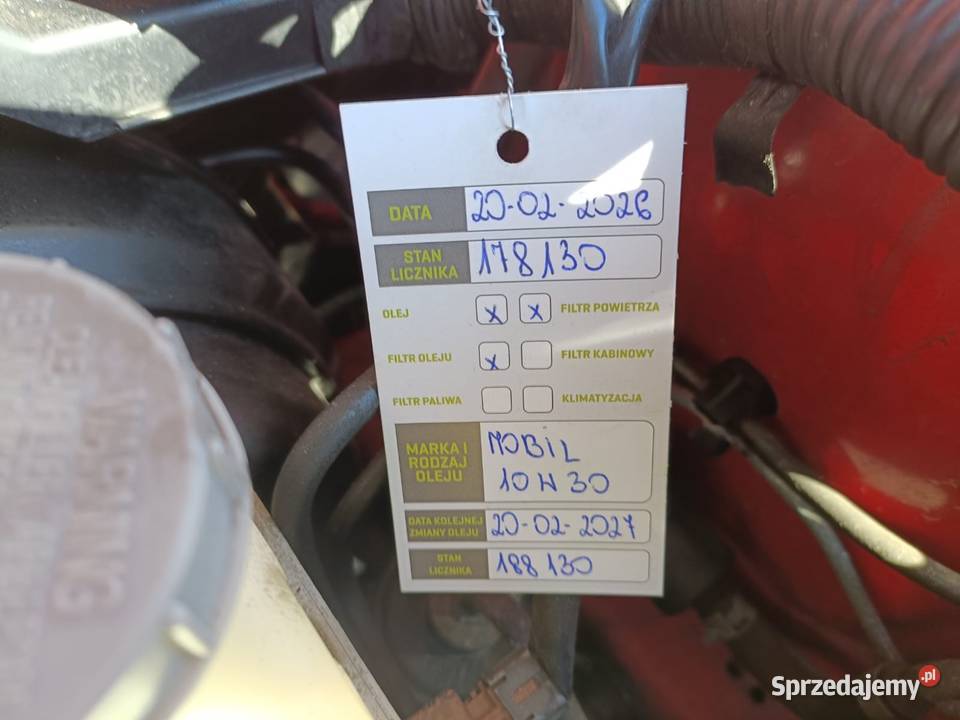 DATA 20-02-2026
STAN LICZNIKA 178130
OLEJ x x FILTR POWIETRZA
FILTR OLEJU x FILTR KABINOWY
FILTR PALIWA KLIMATYZACJA
MARKA I RODZAJ OLEJU MOBiL
10W30
DATA KOLEJNEJ ZMIANY OLEJU 20-02-2027
STAN LICZNIKA 188130
WARNING
Sprzedajemy.pl